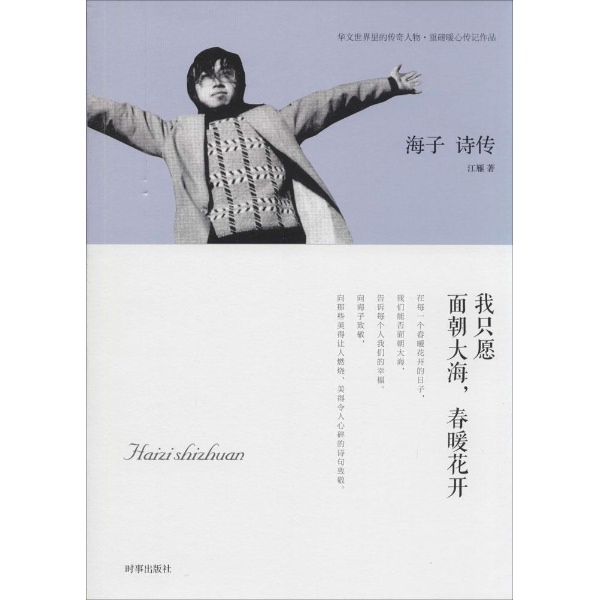 华文世界里的传奇人物·重磅暖心传记作品
海子 诗传
江雁 著
我只愿
面朝大海，春暖花开
在每一个春暖花开的日子，
我们能否面朝大海，
告诉每个人我们的幸福。
向海子致敬，
向那些美得让人燃烧、美得令人心碎的诗句致敬。
Haizi shizhuan
时事出版社